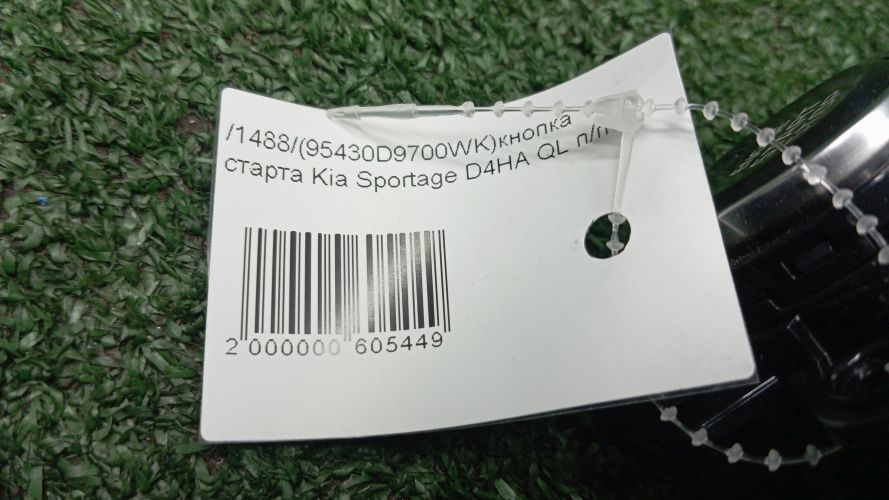 /1488/(95430D9700WK)кнопка
старта Kia Sportage D4HA QL п/п
2 000000 605449